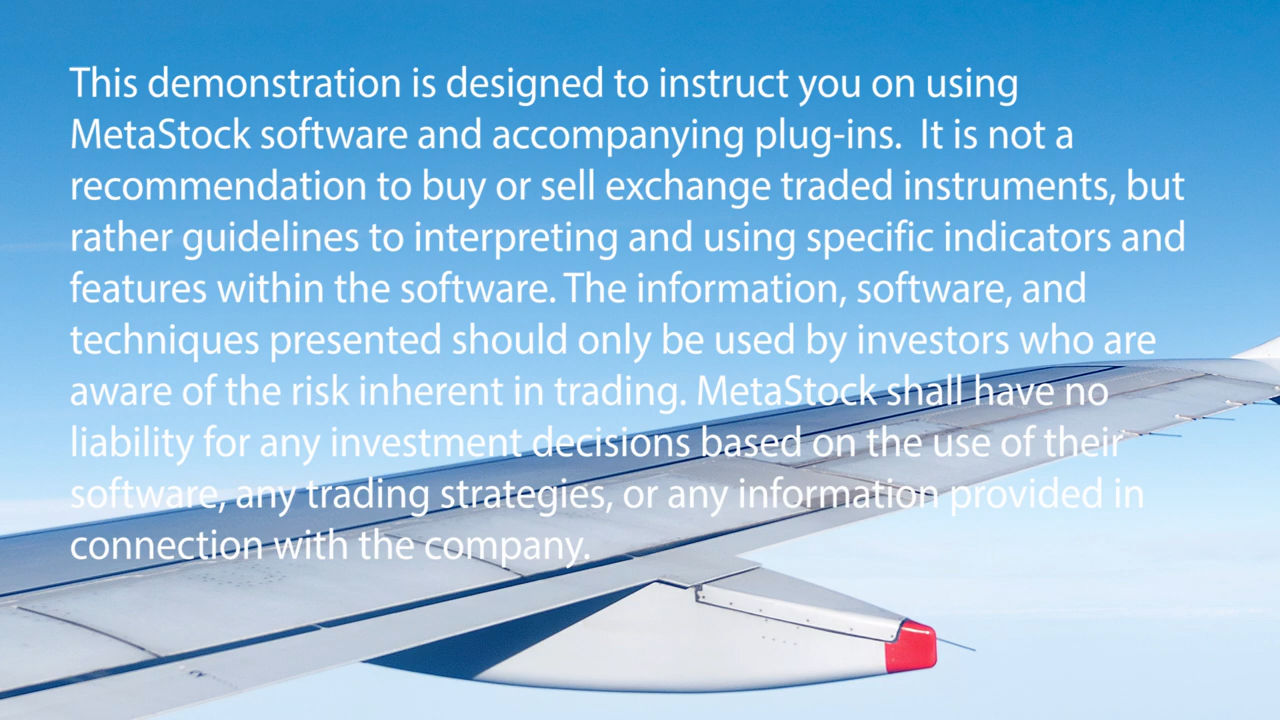 This demonstration is designed to instruct you on using
MetaStock software and accompanying plug-ins.  It is not a
recommendation to buy or sell exchange traded instruments, but
rather guidelines to interpreting and using specific indicators and
features within the software. The information, software, and
techniques presented should only be used by investors who are
aware of the risk inherent in trading. MetaStock shall have no
liability for any investment decisions based on the use of their
software, any trading strategies, or any information provided in
connection with the company.